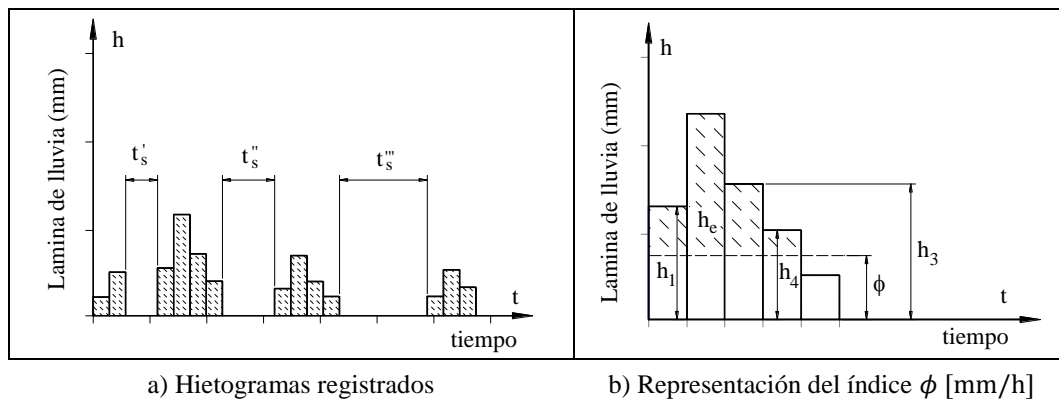 h
Lamina de lluvia (mm)
t's
t''s
t'''s
t
tiempo
a) Hietogramas registrados
h
Lamina de lluvia (mm)
he
h1
h4
h3
ϕ
t
tiempo
b) Representación del índice ϕ [mm/h]